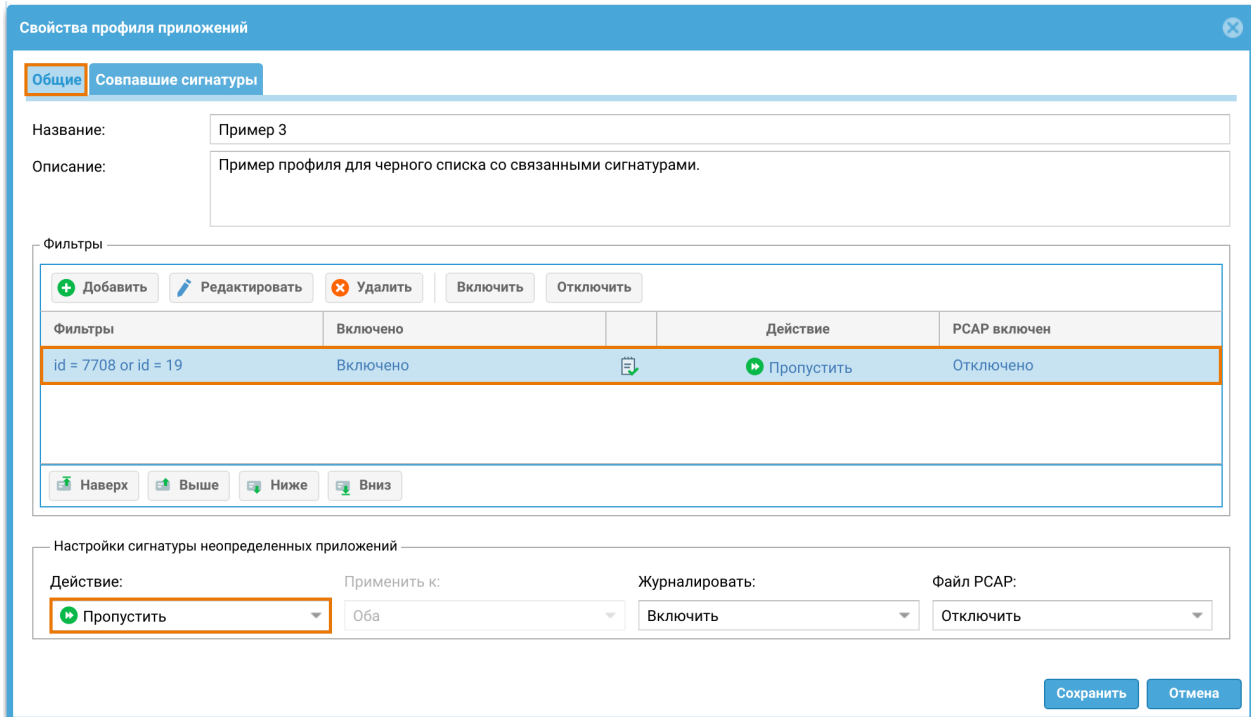 Свойства профиля приложений
Общие Совпавшие сигнатуры
Название: Пример 3
Описание: Пример профиля для черного списка со связанными сигнатурами.
Фильтры
Добавить Редактировать Удалить Включить Отключить
Фильтры Включено Действие PCAP включен
id = 7708 or id = 19 Включено Пропустить Отключено
Наверх Выше Ниже Вниз
Настройки сигнатуры неопределенных приложений
Действие: Применить к: Журналировать: Файл PCAP:
Пропустить Оба Включить Отключить
Сохранить Отмена